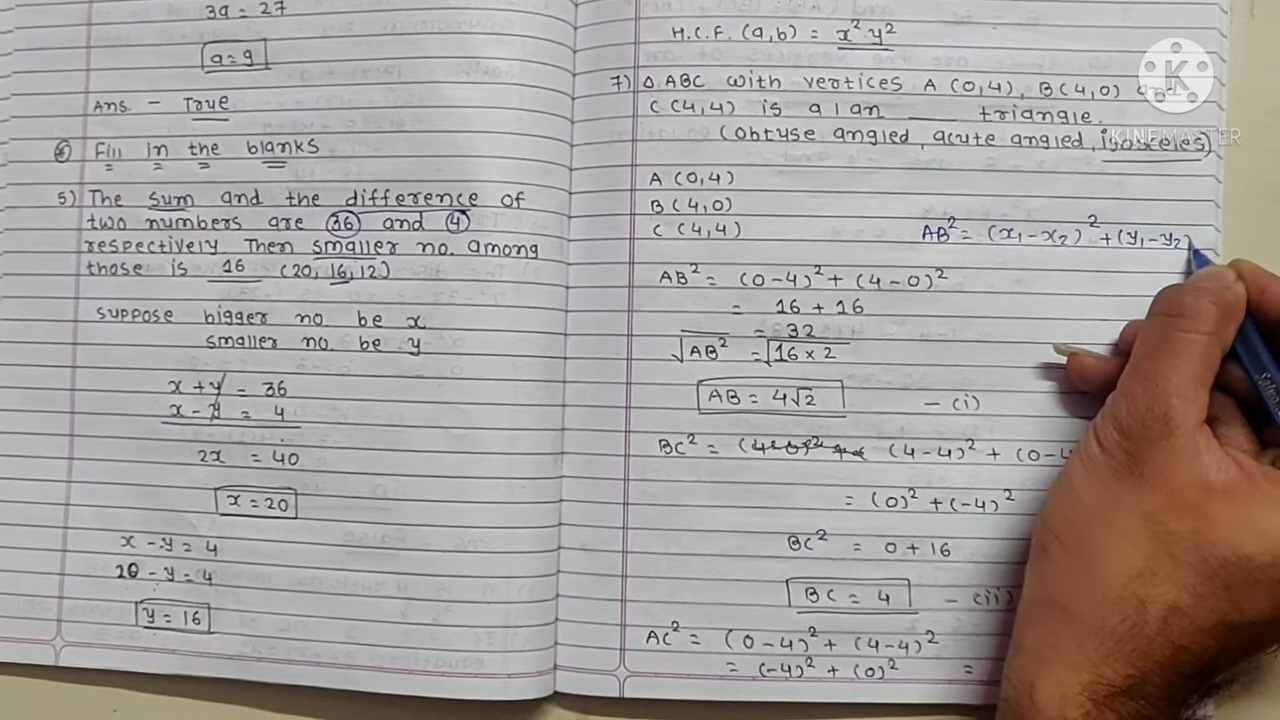 3a = 27
a = 9
Ans. - True
Fill in the blanks
5) The sum and the difference of
two numbers are 36 and 4
respectively Then smaller no. among
those is 16 (20, 16, 12)
suppose bigger no. be x
smaller no. be y
x + y = 36
x - y = 4
2x = 40
x = 20
x - y = 4
20 - y = 4
y = 16
H.C.F. (a,b) = x² y²
7) Δ ABC with vertices A (0,4), B(4,0) and
C (4,4) is a | an ___ triangle.
(obtuse angled, acute angled, isosceles)
A (0,4)
B (4,0)
C (4,4)
AB² = (x₁-x₂)² + (y₁-y₂)
AB² = (0-4)² + (4-0)²
= 16 + 16
= 32
√AB² = √16 × 2
AB = 4√2 - (i)
BC² = (4-4)² + (0-4
= (0)² + (-4)²
BC² = 0 + 16
BC = 4 - (ii)
AC² = (0-4)² + (4-4)²
= (-4)² + (0)² =
K
KINEMASTER